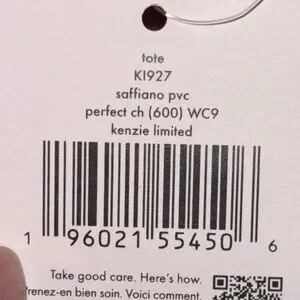 tote
KI927
saffiano pvc
perfect ch (600) WC9
kenzie limited
1 96021 55450 6
Take good care. Here's how.
Prenez-en bien soin. Voici comment.